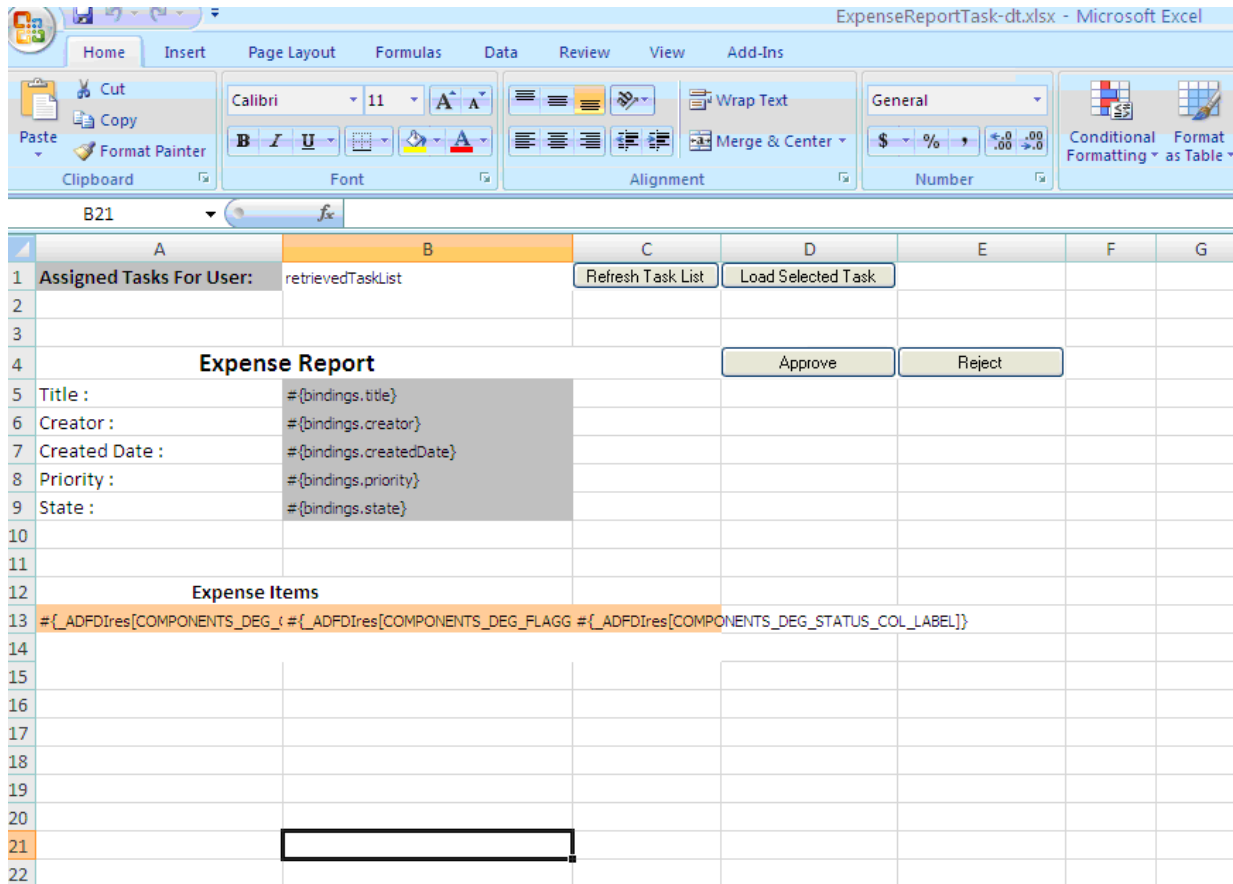 ExpenseReportTask-dt.xlsx - Microsoft Excel
Home Insert Page Layout Formulas Data Review View Add-Ins
Cut
Copy
Format Painter
Paste
Calibri 11 A A
B I U A
Wrap Text
Merge & Center
General
$ % , .0 .00 .00 .0
Conditional Formatting
Format as Table
Clipboard Font Alignment Number
B21 fx
A B C D E F G
1 Assigned Tasks For User: retrievedTaskList Refresh Task List Load Selected Task
2
3
4 Expense Report Approve Reject
5 Title : #{bindings.title}
6 Creator : #{bindings.creator}
7 Created Date : #{bindings.createdDate}
8 Priority : #{bindings.priority}
9 State : #{bindings.state}
10
11
12 Expense Items
13 #{_ADFDIres[COMPONENTS_DEG_( #{_ADFDIres[COMPONENTS_DEG_FLAGG #{_ADFDIres[COMPONENTS_DEG_STATUS_COL_LABEL]}
14
15
16
17
18
19
20
21
22